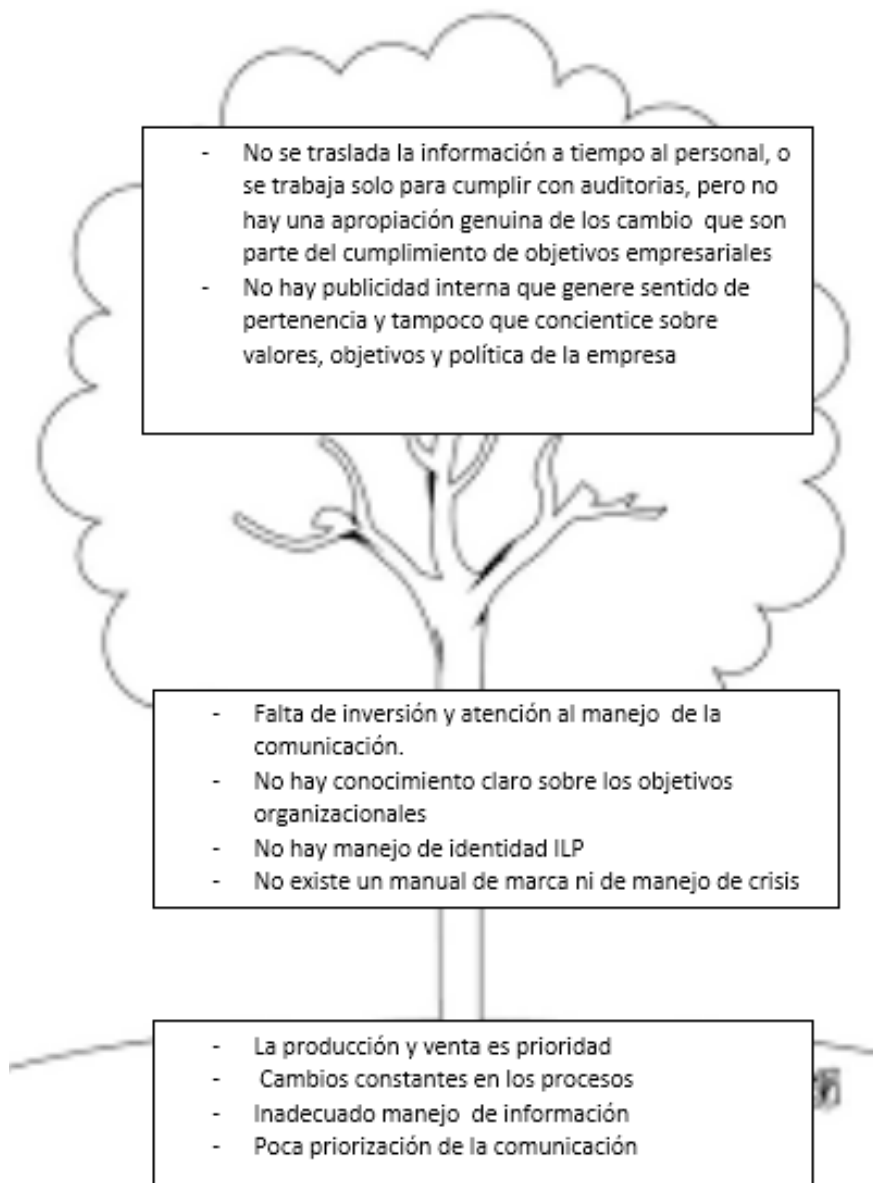 - No se traslada la información a tiempo al personal, o
se trabaja solo para cumplir con auditorias, pero no
hay una apropiación genuina de los cambio que son
parte del cumplimiento de objetivos empresariales
- No hay publicidad interna que genere sentido de
pertenencia y tampoco que concientice sobre
valores, objetivos y política de la empresa
- Falta de inversión y atención al manejo de la
comunicación.
- No hay conocimiento claro sobre los objetivos
organizacionales
- No hay manejo de identidad ILP
- No existe un manual de marca ni de manejo de crisis
- La producción y venta es prioridad
- Cambios constantes en los procesos
- Inadecuado manejo de información
- Poca priorización de la comunicación